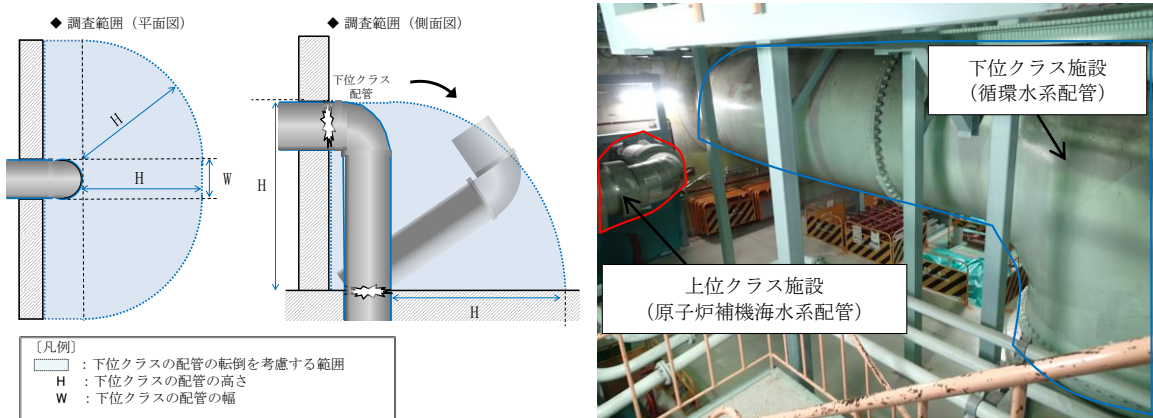 ◆ 調査範囲(平面図)
H
H
W
◆ 調査範囲(側面図)
下位クラス
配管
H
H
〔凡例〕
:下位クラスの配管の転倒を考慮する範囲
H :下位クラスの配管の高さ
W :下位クラスの配管の幅
下位クラス施設
(循環水系配管)
上位クラス施設
(原子炉補機海水系配管)